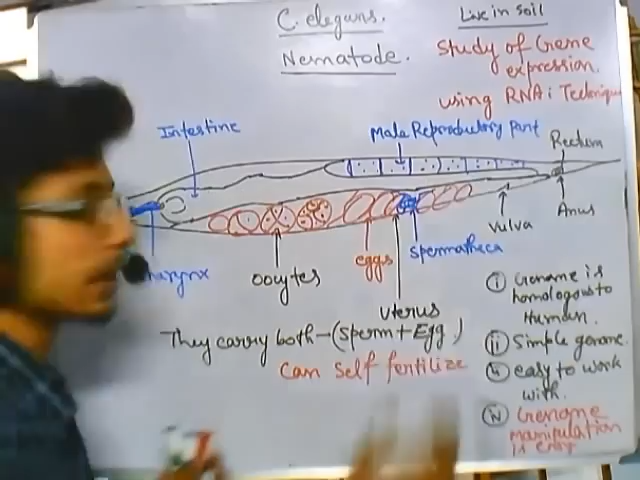 C. elegans.
Nematode.
Live in soil
Study of Gene
expression.
using RNAi Technique
Intestine
Male Reproductory Part
Rectum
Anus
Vulva
Spermatheca
eggs
uterus
oocytes
pharynx
They carry both - (Sperm + Egg)
Can Self fertilize
i Genome is
homologous to
Human.
ii Simple genome.
easy to work
with.
iv Genome
manipulation
is easy